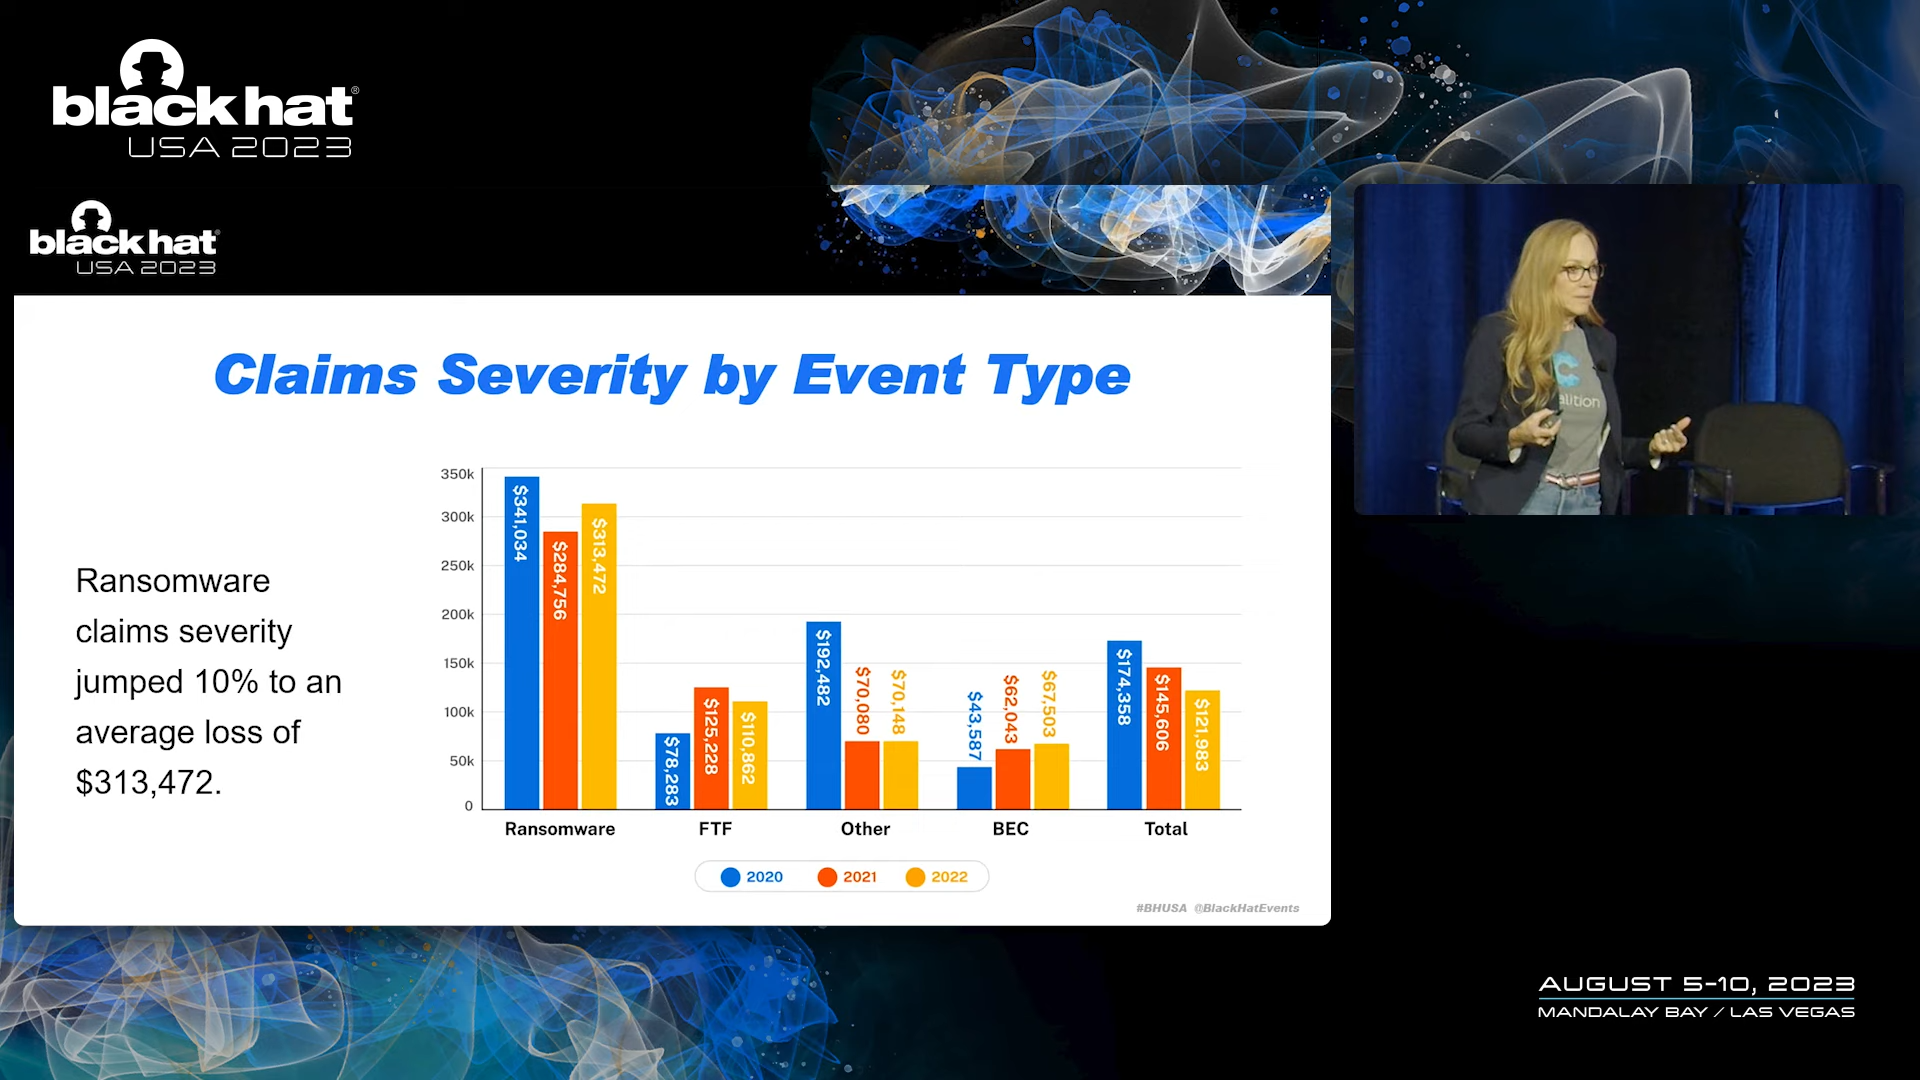 black hat®
USA 2023
black hat®
USA 2023
Claims Severity by Event Type
Ransomware
claims severity
jumped 10% to an
average loss of
$313,472.
350k
300k
250k
200k
150k
100k
50k
0
$341,034
$284,756
$313,472
$78,283
$125,228
$110,862
$192,482
$70,080
$70,148
$43,587
$62,043
$67,503
$174,358
$145,606
$121,983
Ransomware FTF Other BEC Total
2020 2021 2022
#BHUSA @BlackHatEvents
alition
AUGUST 5-10, 2023
MANDALAY BAY / LAS VEGAS